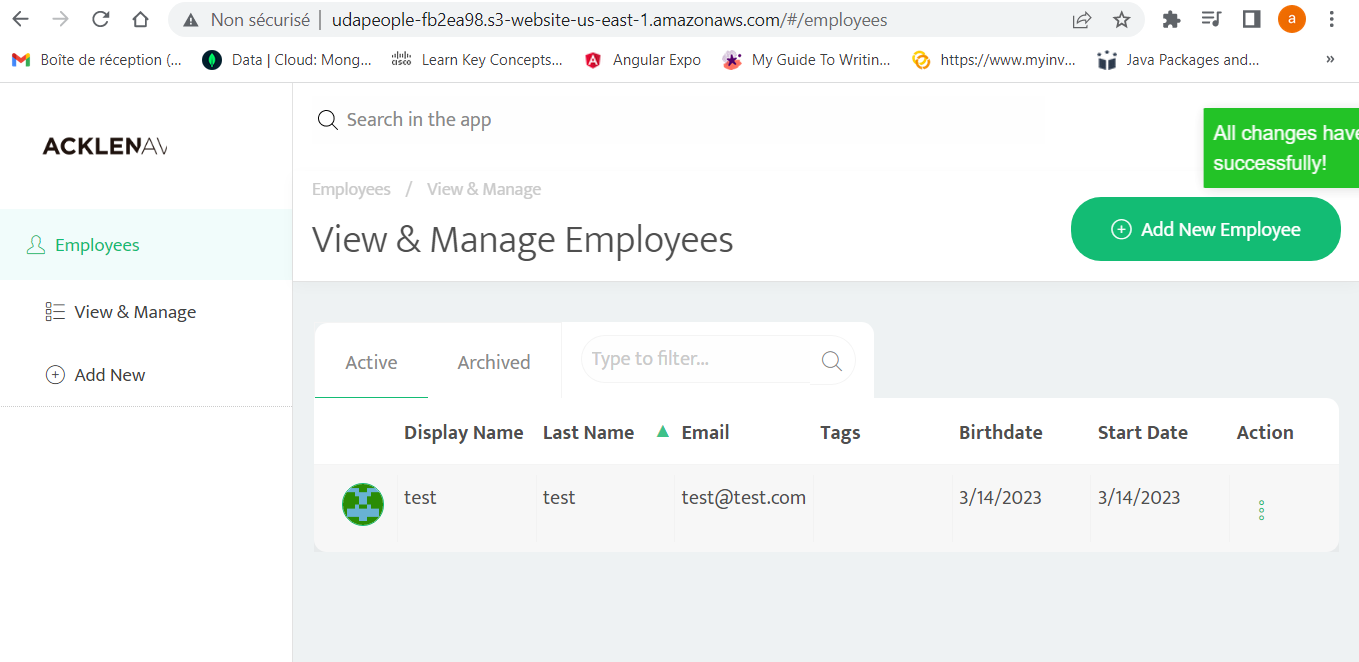 Non sécurisé | udapeople-fb2ea98.s3-website-us-east-1.amazonaws.com/#/employees
a
Boîte de réception (...
Data | Cloud: Mong...
cisco
Learn Key Concepts...
Angular Expo
My Guide To Writin...
https://www.myinv...
Java Packages and...
»
ACKLENAV
Search in the app
All changes have
successfully!
Employees / View & Manage
View & Manage Employees
Add New Employee
Employees
View & Manage
Add New
Active
Archived
Type to filter...
Display Name Last Name Email Tags Birthdate Start Date Action
test test test@test.com 3/14/2023 3/14/2023